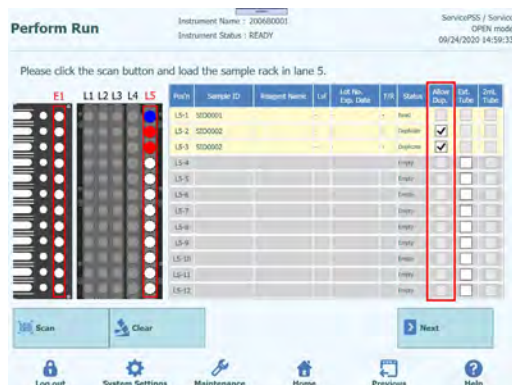 Perform Run
Instrument Name : 200680001
Instrument Status : READY
ServicePSS / Service
OPEN mode
09/24/2020 14:59:33
Please click the scan button and load the sample rack in lane 5.
E1 L1 L2 L3 L4 L5
Pos'n Sample ID Reagent Name Lvl Lot No. Exp. Date F/R Status Allow Dup. Ext. Tube 2mL Tube
L5-1 SID0001 - - - Read
L5-2 SID0002 - - - Duplicate
L5-3 SID0002 - - - Duplicate
L5-4 Empty
L5-5 Empty
L5-6 Empty
L5-7 Empty
L5-8 Empty
L5-9 Empty
L5-10 Empty
L5-11 Empty
L5-12 Empty
Scan Clear Next
Log out System Settings Maintenance Home Previous Help